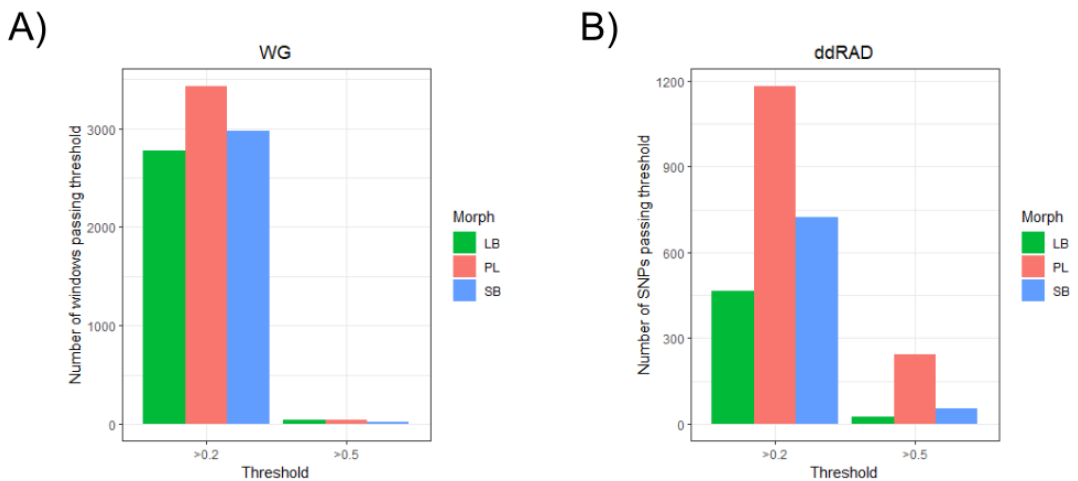 A)
WG
Number of windows passing threshold
3000
2000
1000
0
>0.2
>0.5
Threshold
Morph
LB
PL
SB
B)
ddRAD
Number of SNPs passing threshold
1200
900
600
300
0
>0.2
>0.5
Threshold
Morph
LB
PL
SB